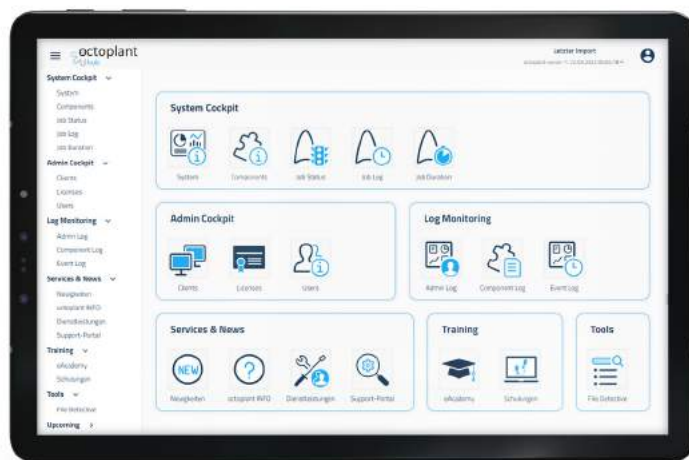 octoplant
hub
Letzter Import
System Cockpit
System
Components
Job Status
Job Log
Job Duration
Admin Cockpit
Clients
Licenses
Users
Log Monitoring
Admin Log
Component Log
Event Log
Services & News
Neuigkeiten
octoplant INFO
Dienstleistungen
Support-Portal
Training
eAcademy
Schulungen
Tools
File Detective
Upcoming
System Cockpit
System
Components
Job Status
Job Log
Job Duration
Admin Cockpit
Clients
Licenses
Users
Log Monitoring
Admin Log
Component Log
Event Log
Services & News
NEW
Neuigkeiten
octoplant INFO
Dienstleistungen
Support-Portal
Training
eAcademy
Schulungen
Tools
File Detective